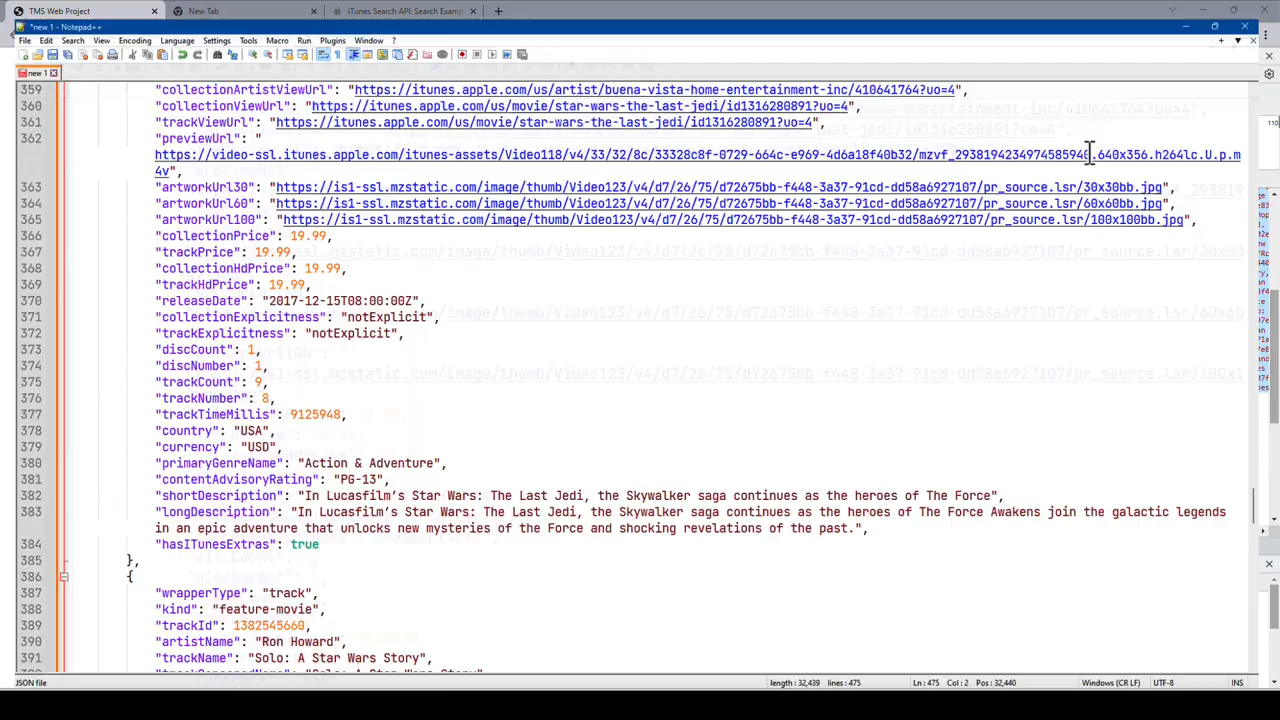 TMS Web Project
New Tab
iTunes Search API: Search Examp
*new 1 - Notepad++
File Edit Search View Encoding Language Settings Tools Macro Run Plugins Window ?
new 1
359 "collectionArtistViewUrl": "https://itunes.apple.com/us/artist/buena-vista-home-entertainment-inc/410641764?uo=4",
360 "collectionViewUrl": "https://itunes.apple.com/us/movie/star-wars-the-last-jedi/id1316280891?uo=4",
361 "trackViewUrl": "https://itunes.apple.com/us/movie/star-wars-the-last-jedi/id1316280891?uo=4",
362 "previewUrl": "
https://video-ssl.itunes.apple.com/itunes-assets/Video118/v4/33/32/8c/33328c8f-0729-664c-e969-4d6a18f40b32/mzvf_2938194234974585940.640x356.h264lc.U.p.m
4v",
363 "artworkUrl30": "https://is1-ssl.mzstatic.com/image/thumb/Video123/v4/d7/26/75/d72675bb-f448-3a37-91cd-dd58a6927107/pr_source.lsr/30x30bb.jpg",
364 "artworkUrl60": "https://is1-ssl.mzstatic.com/image/thumb/Video123/v4/d7/26/75/d72675bb-f448-3a37-91cd-dd58a6927107/pr_source.lsr/60x60bb.jpg",
365 "artworkUrl100": "https://is1-ssl.mzstatic.com/image/thumb/Video123/v4/d7/26/75/d72675bb-f448-3a37-91cd-dd58a6927107/pr_source.lsr/100x100bb.jpg",
366 "collectionPrice": 19.99,
367 "trackPrice": 19.99,
368 "collectionHdPrice": 19.99,
369 "trackHdPrice": 19.99,
370 "releaseDate": "2017-12-15T08:00:00Z",
371 "collectionExplicitness": "notExplicit",
372 "trackExplicitness": "notExplicit",
373 "discCount": 1,
374 "discNumber": 1,
375 "trackCount": 9,
376 "trackNumber": 8,
377 "trackTimeMillis": 9125948,
378 "country": "USA",
379 "currency": "USD",
380 "primaryGenreName": "Action & Adventure",
381 "contentAdvisoryRating": "PG-13",
382 "shortDescription": "In Lucasfilm’s Star Wars: The Last Jedi, the Skywalker saga continues as the heroes of The Force",
383 "longDescription": "In Lucasfilm’s Star Wars: The Last Jedi, the Skywalker saga continues as the heroes of The Force Awakens join the galactic legends
in an epic adventure that unlocks new mysteries of the Force and shocking revelations of the past.",
384 "hasITunesExtras": true
385 },
386 {
387 "wrapperType": "track",
388 "kind": "feature-movie",
389 "trackId": 1382545660,
390 "artistName": "Ron Howard",
391 "trackName": "Solo: A Star Wars Story",
JSON file length : 32,439 lines : 475 Ln : 475 Col : 2 Pos : 32,440 Windows (CR LF) UTF-8 INS